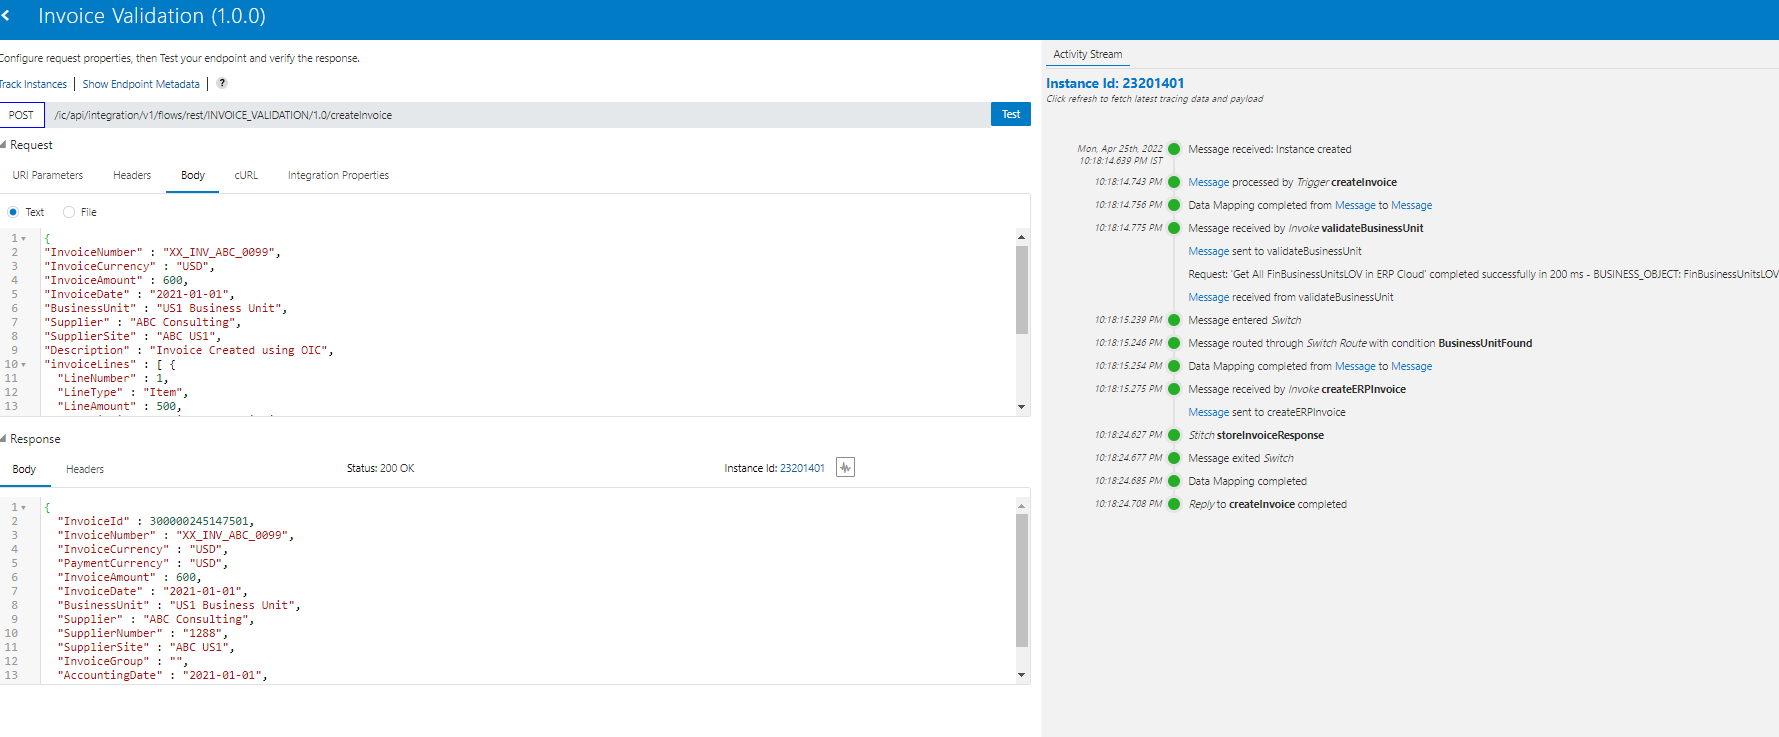 Invoice Validation (1.0.0)
Configure request properties, then Test your endpoint and verify the response.
Track Instances | Show Endpoint Metadata | ?
POST /ic/api/integration/v1/flows/rest/INVOICE_VALIDATION/1.0/createInvoice Test
Request
URI Parameters Headers Body cURL Integration Properties
Text File
1 {
2 "InvoiceNumber" : "XX_INV_ABC_0099",
3 "InvoiceCurrency" : "USD",
4 "InvoiceAmount" : 600,
5 "InvoiceDate" : "2021-01-01",
6 "BusinessUnit" : "US1 Business Unit",
7 "Supplier" : "ABC Consulting",
8 "SupplierSite" : "ABC US1",
9 "Description" : "Invoice Created using OIC",
10 "invoiceLines" : [ {
11 "LineNumber" : 1,
12 "LineType" : "Item",
13 "LineAmount" : 500,
Response
Body Headers Status: 200 OK Instance Id: 23201401
1 {
2 "InvoiceId" : 300000245147501,
3 "InvoiceNumber" : "XX_INV_ABC_0099",
4 "InvoiceCurrency" : "USD",
5 "PaymentCurrency" : "USD",
6 "InvoiceAmount" : 600,
7 "InvoiceDate" : "2021-01-01",
8 "BusinessUnit" : "US1 Business Unit",
9 "Supplier" : "ABC Consulting",
10 "SupplierNumber" : "1288",
11 "SupplierSite" : "ABC US1",
12 "InvoiceGroup" : "",
13 "AccountingDate" : "2021-01-01",
Activity Stream
Instance Id: 23201401
Click refresh to fetch latest tracing data and payload
Mon, Apr 25th, 2022
10:18:14.639 PM IST Message received: Instance created
10:18:14.743 PM Message processed by Trigger createInvoice
10:18:14.756 PM Data Mapping completed from Message to Message
10:18:14.775 PM Message received by Invoke validateBusinessUnit
Message sent to validateBusinessUnit
Request: 'Get All FinBusinessUnitsLOV in ERP Cloud' completed successfully in 200 ms - BUSINESS_OBJECT: FinBusinessUnitsLOV
Message received from validateBusinessUnit
10:18:15.239 PM Message entered Switch
10:18:15.246 PM Message routed through Switch Route with condition BusinessUnitFound
10:18:15.254 PM Data Mapping completed from Message to Message
10:18:15.275 PM Message received by Invoke createERPInvoice
Message sent to createERPInvoice
10:18:24.627 PM Stitch storeInvoiceResponse
10:18:24.677 PM Message exited Switch
10:18:24.685 PM Data Mapping completed
10:18:24.708 PM Reply to createInvoice completed